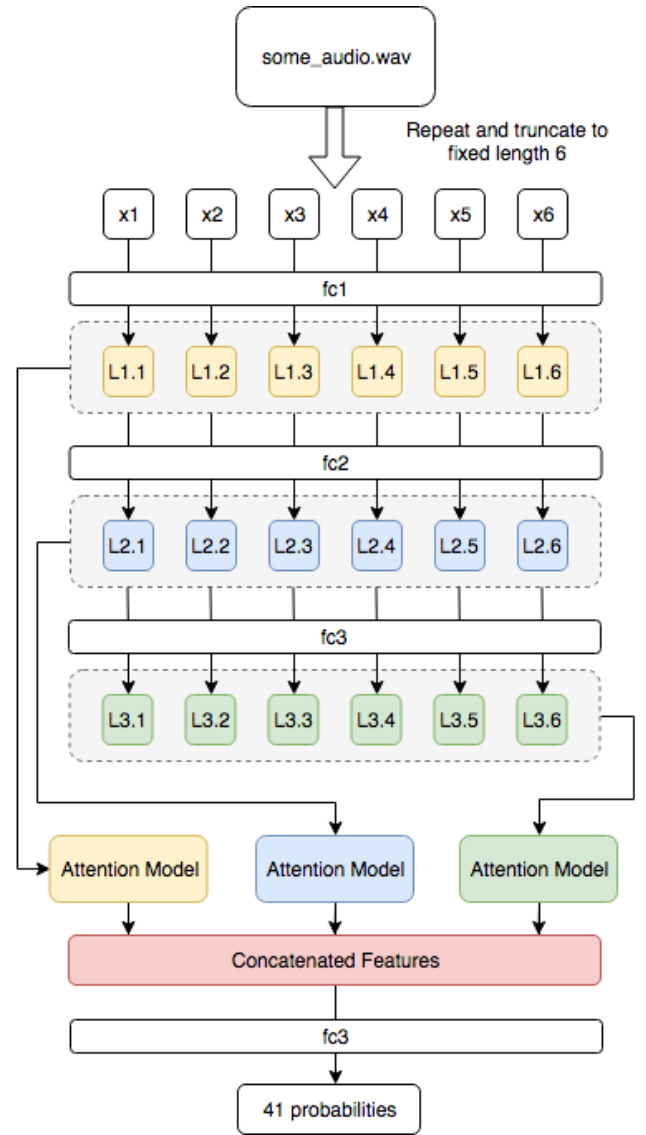 some_audio.wav
Repeat and truncate to
fixed length 6
x1 x2 x3 x4 x5 x6
fc1
L1.1 L1.2 L1.3 L1.4 L1.5 L1.6
fc2
L2.1 L2.2 L2.3 L2.4 L2.5 L2.6
fc3
L3.1 L3.2 L3.3 L3.4 L3.5 L3.6
Attention Model Attention Model Attention Model
Concatenated Features
fc3
41 probabilities